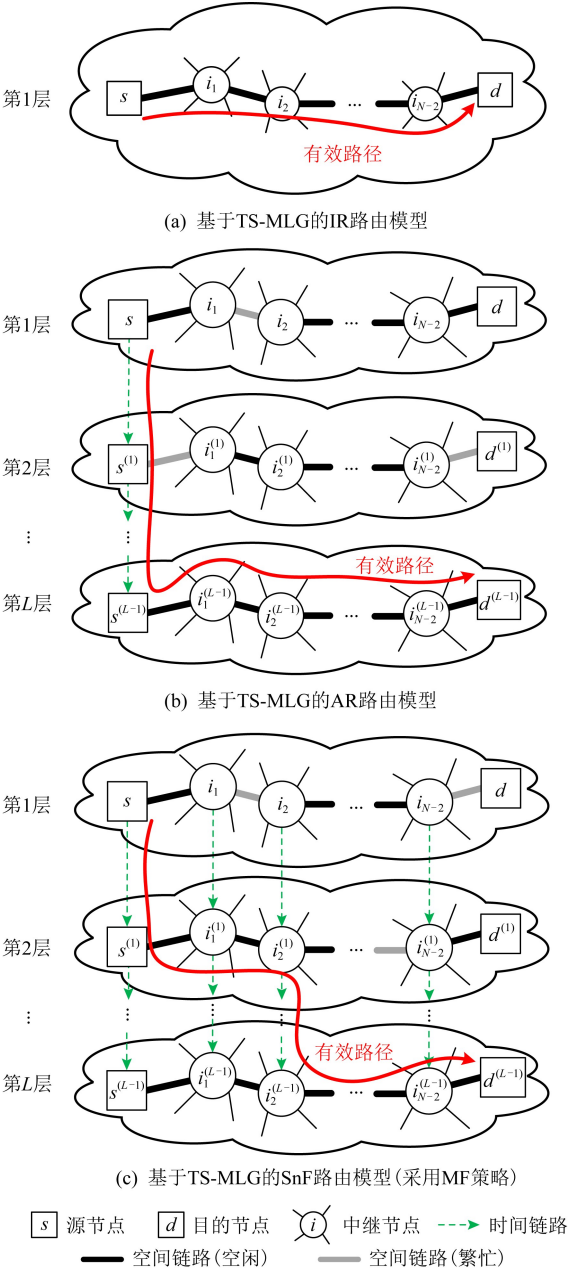 第1层 s i₁ i₂ ... i_{N−2} d
有效路径
(a) 基于TS-MLG的IR路由模型
第1层 s i₁ i₂ ... i_{N−2} d
第2层 s^{(1)} i₁^{(1)} i₂^{(1)} ... i_{N−2}^{(1)} d^{(1)}
... ...
有效路径
第L层 s^{(L−1)} i₁^{(L−1)} i₂^{(L−1)} ... i_{N−2}^{(L−1)} d^{(L−1)}
(b) 基于TS-MLG的AR路由模型
第1层 s i₁ i₂ ... i_{N−2} d
第2层 s^{(1)} i₁^{(1)} i₂^{(1)} ... i_{N−2}^{(1)} d^{(1)}
... ... ... ... ...
有效路径
第L层 s^{(L−1)} i₁^{(L−1)} i₂^{(L−1)} ... i_{N−2}^{(L−1)} d^{(L−1)}
(c) 基于TS-MLG的SnF路由模型(采用MF策略)
s 源节点 d 目的节点 i 中继节点 时间链路
空间链路(空闲) 空间链路(繁忙)